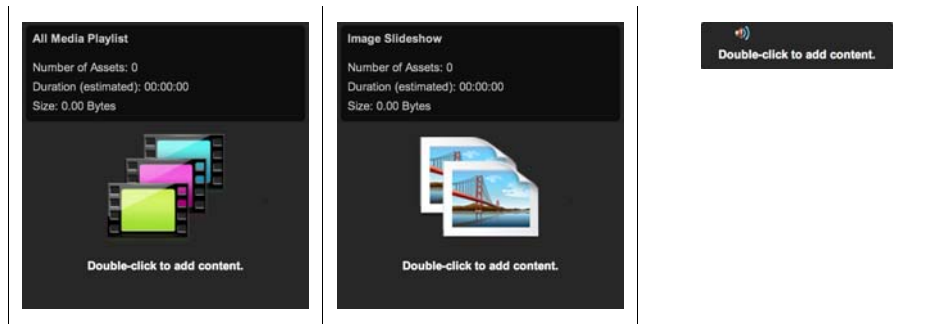 All Media Playlist
Number of Assets: 0
Duration (estimated): 00:00:00
Size: 0.00 Bytes
Double-click to add content.
Image Slideshow
Number of Assets: 0
Duration (estimated): 00:00:00
Size: 0.00 Bytes
Double-click to add content.
Double-click to add content.